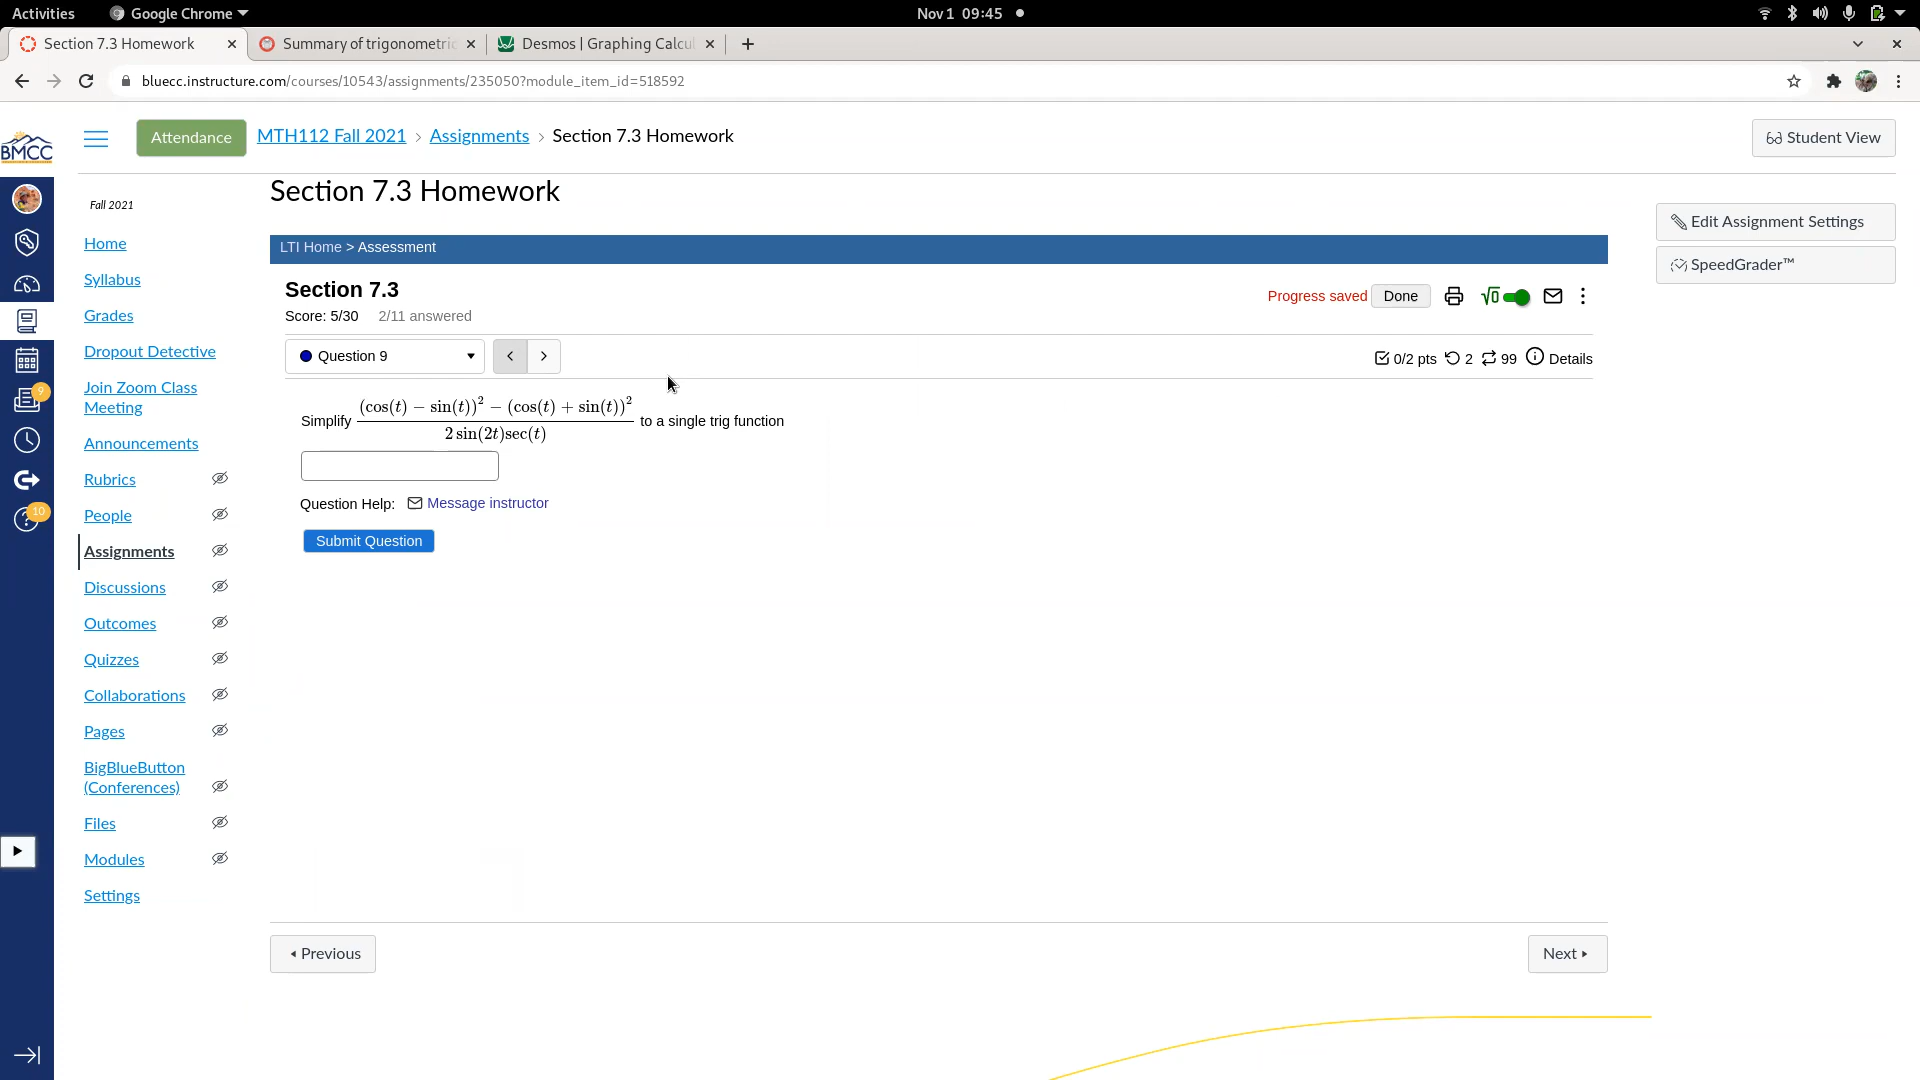 Activities
Google Chrome
Nov 1 09:45
Section 7.3 Homework
Summary of trigonometric
Desmos | Graphing Calcul
bluecc.instructure.com/courses/10543/assignments/235050?module_item_id=518592
BMCC
Attendance
MTH112 Fall 2021 › Assignments › Section 7.3 Homework
Student View
Section 7.3 Homework
Fall 2021
Edit Assignment Settings
SpeedGrader™
Home
Syllabus
Grades
Dropout Detective
Join Zoom Class
Meeting
Announcements
Rubrics
People
Assignments
Discussions
Outcomes
Quizzes
Collaborations
Pages
BigBlueButton
(Conferences)
Files
Modules
Settings
9
10
LTI Home > Assessment
Section 7.3
Progress saved
Done
√0
Score: 5/30 2/11 answered
Question 9
< >
0/2 pts 2 99 Details
Simplify (cos(t) − sin(t))² − (cos(t) + sin(t))² to a single trig function
2 sin(2t)sec(t)
Question Help: Message instructor
Submit Question
Previous
Next